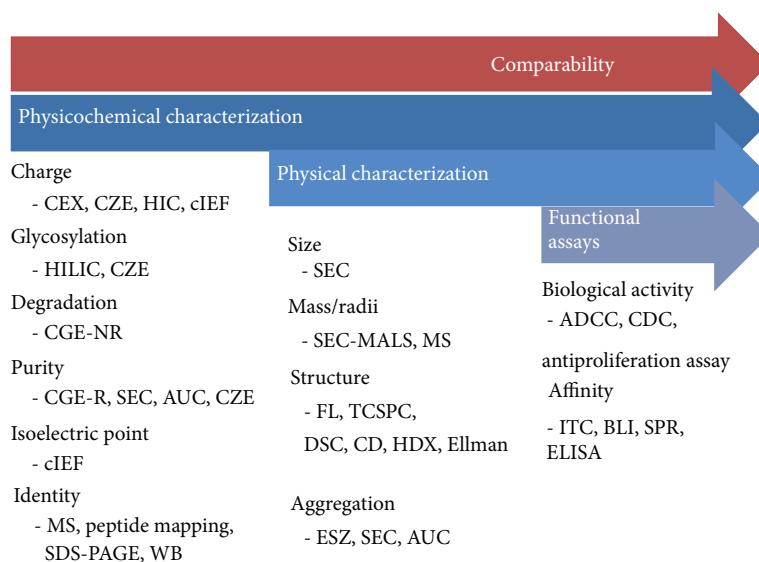 Comparability
Physicochemical characterization
Charge
- CEX, CZE, HIC, cIEF
Glycosylation
- HILIC, CZE
Degradation
- CGE-NR
Purity
- CGE-R, SEC, AUC, CZE
Isoelectric point
- cIEF
Identity
- MS, peptide mapping,
SDS-PAGE, WB
Physical characterization
Size
- SEC
Mass/radii
- SEC-MALS, MS
Structure
- FL, TCSPC,
DSC, CD, HDX, Ellman
Aggregation
- ESZ, SEC, AUC
Functional
assays
Biological activity
- ADCC, CDC,
antiproliferation assay
Affinity
- ITC, BLI, SPR,
ELISA